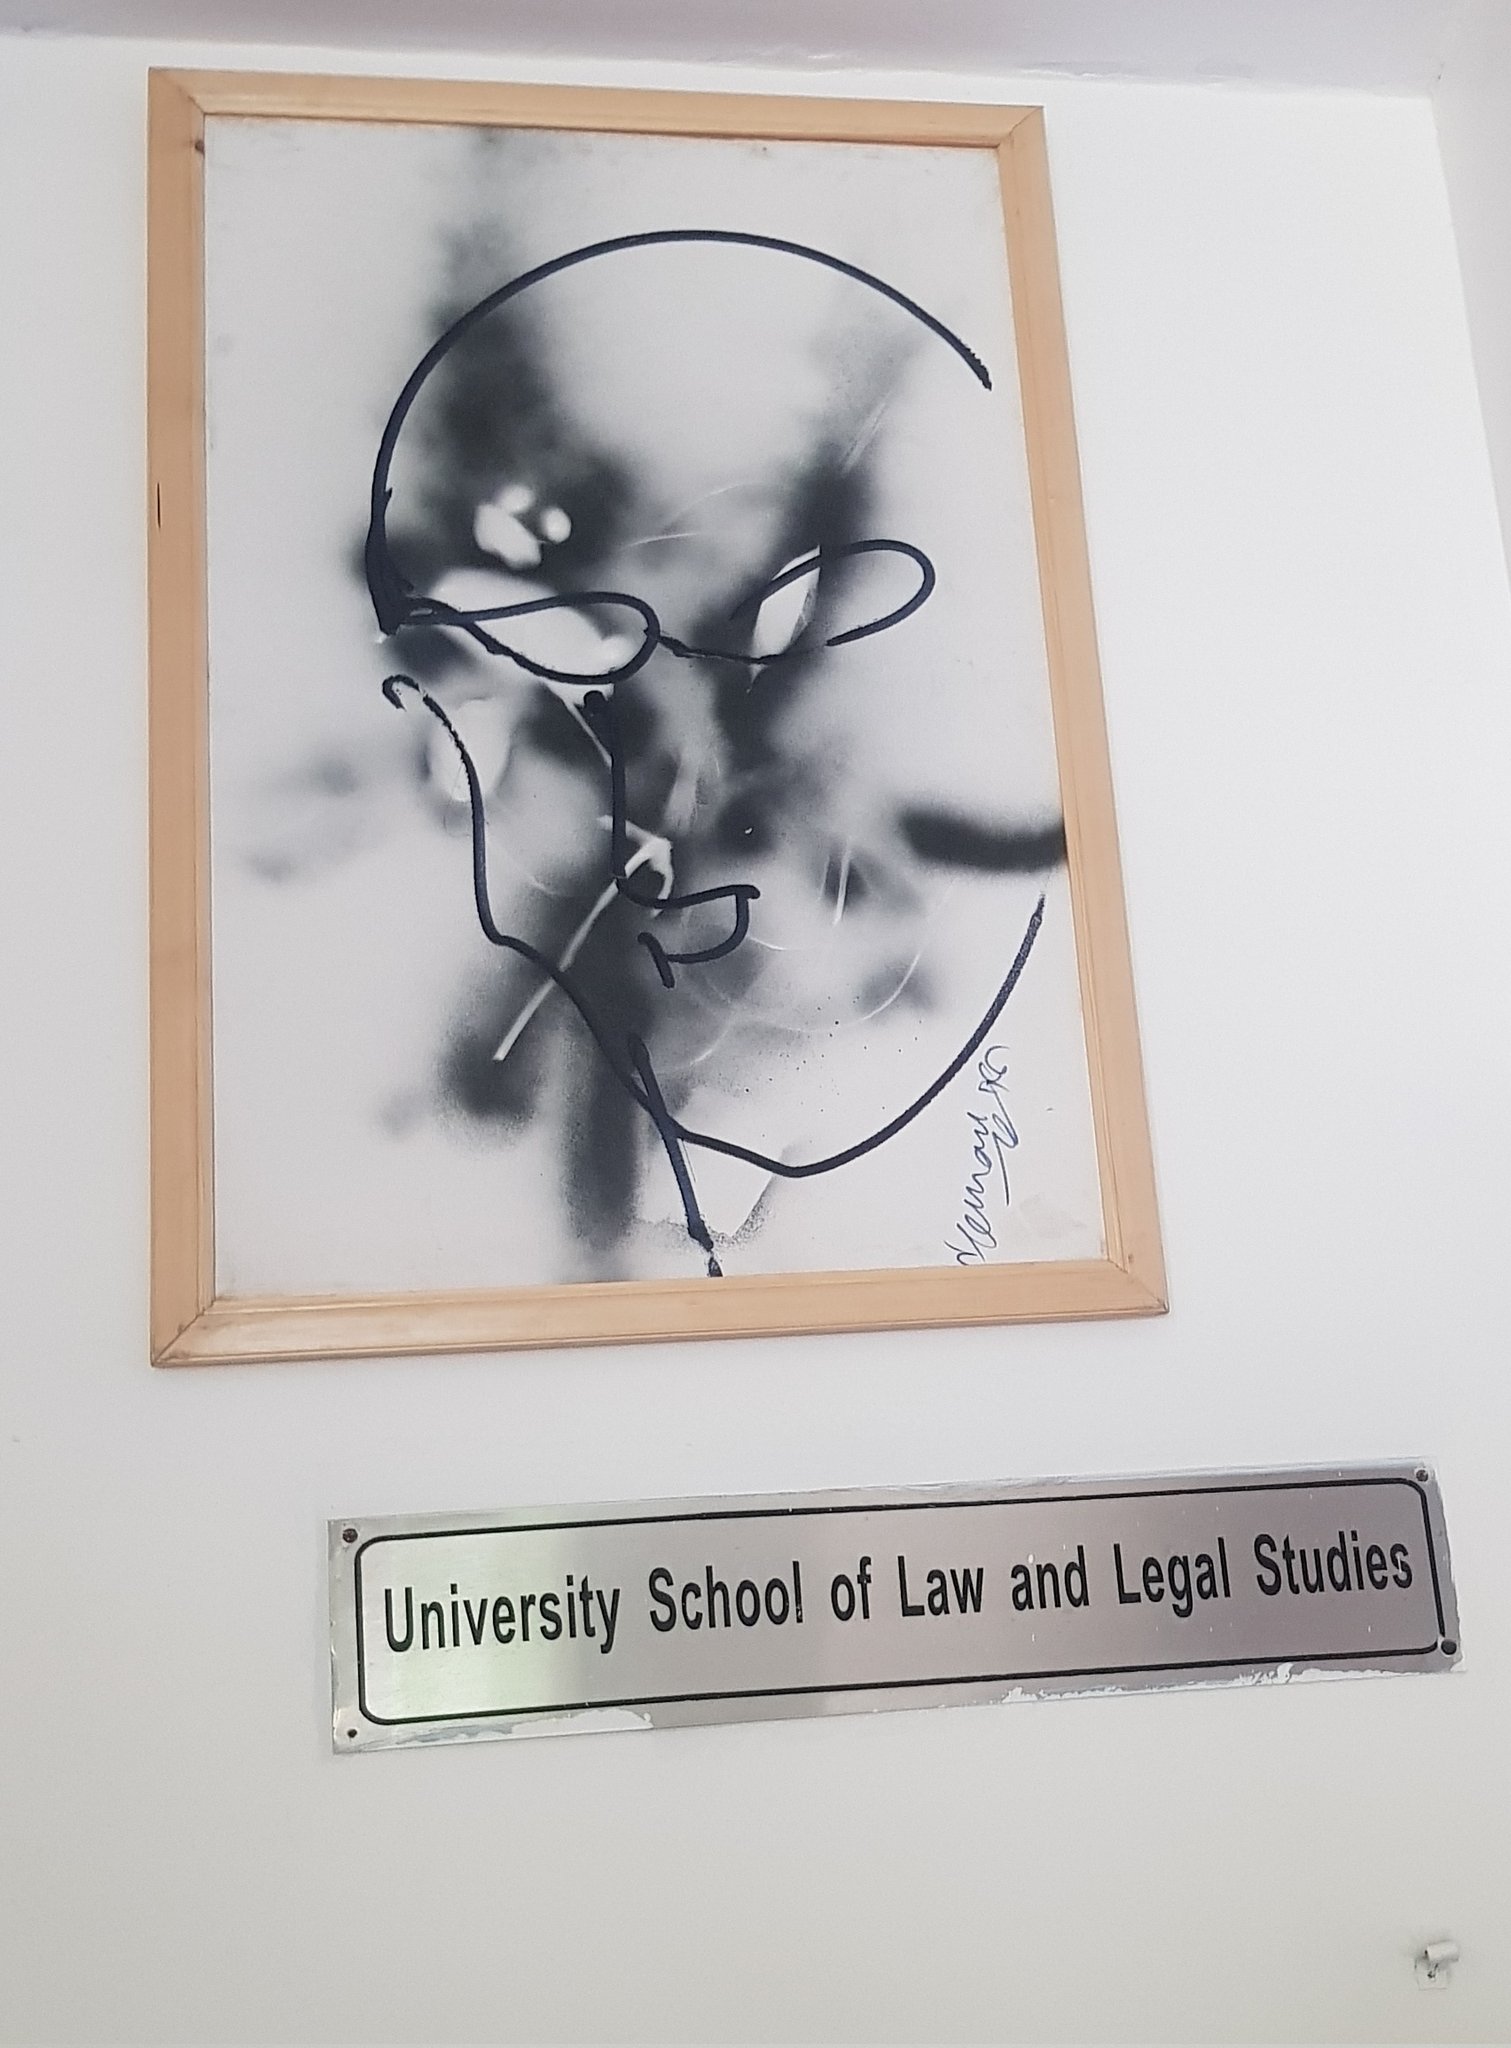 University School of Law and Legal Studies